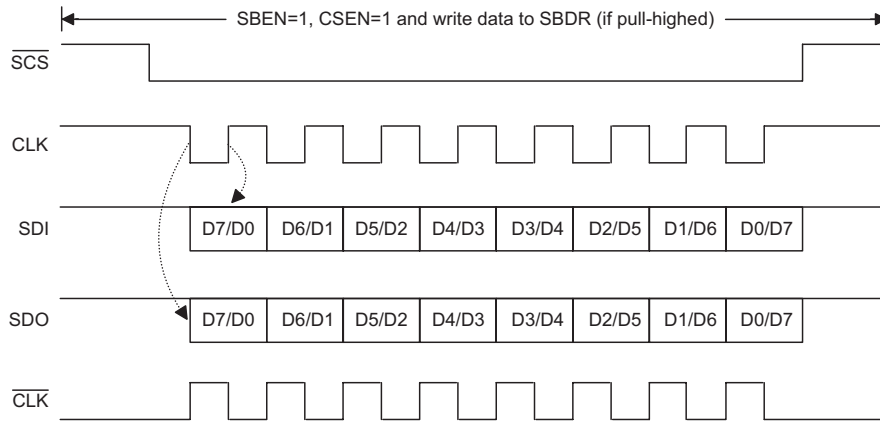 SBEN=1, CSEN=1 and write data to SBDR (if pull-highed)
SCS
CLK
SDI D7/D0 D6/D1 D5/D2 D4/D3 D3/D4 D2/D5 D1/D6 D0/D7
SDO D7/D0 D6/D1 D5/D2 D4/D3 D3/D4 D2/D5 D1/D6 D0/D7
CLK